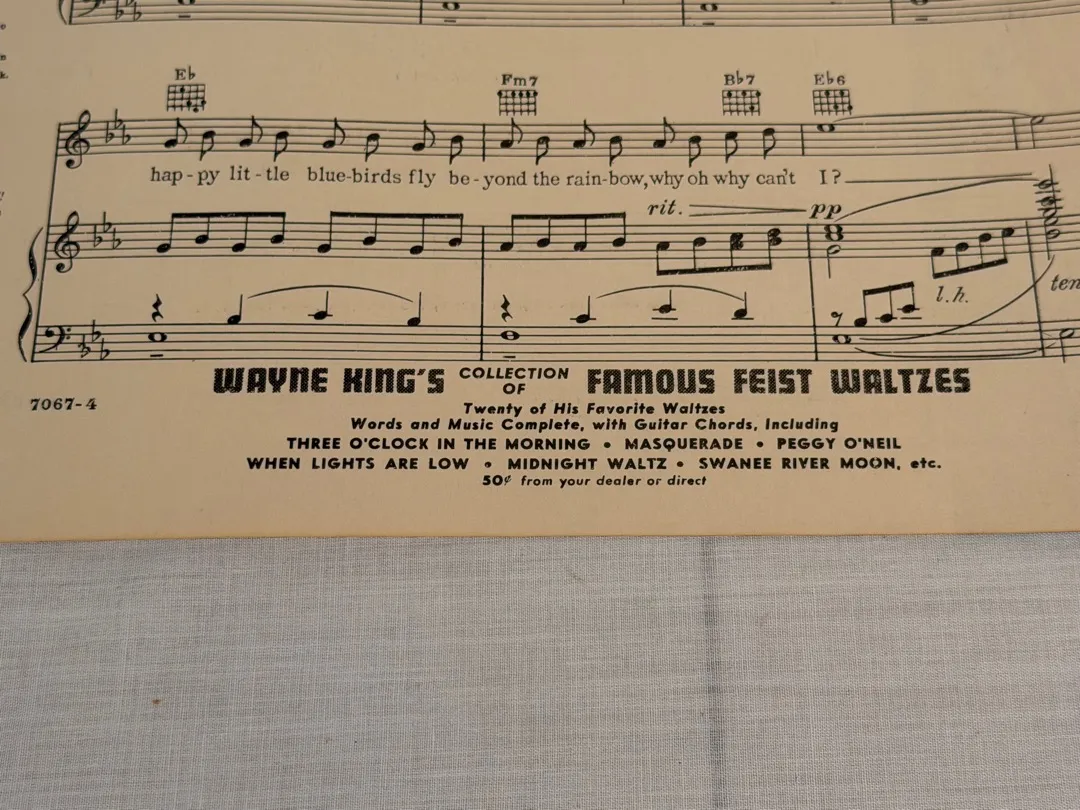 Eb Fm7 Bb7 Eb6
hap-py lit-tle blue-birds fly be-yond the rain-bow, why oh why can't I?
rit. pp
l.h. ten
7067-4
WAYNE KING'S COLLECTION OF FAMOUS FEIST WALTZES
Twenty of His Favorite Waltzes
Words and Music Complete, with Guitar Chords, Including
THREE O'CLOCK IN THE MORNING • MASQUERADE • PEGGY O'NEIL
WHEN LIGHTS ARE LOW • MIDNIGHT WALTZ • SWANEE RIVER MOON, etc.
50¢ from your dealer or direct